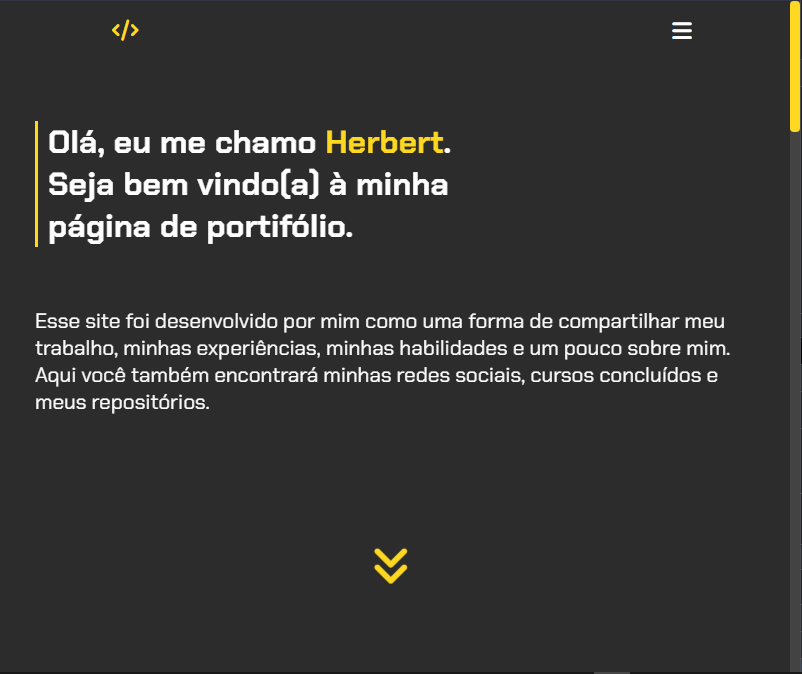 </>
Olá, eu me chamo Herbert.
Seja bem vindo(a) à minha
página de portifólio.
Esse site foi desenvolvido por mim como uma forma de compartilhar meu
trabalho, minhas experiências, minhas habilidades e um pouco sobre mim.
Aqui você também encontrará minhas redes sociais, cursos concluídos e
meus repositórios.